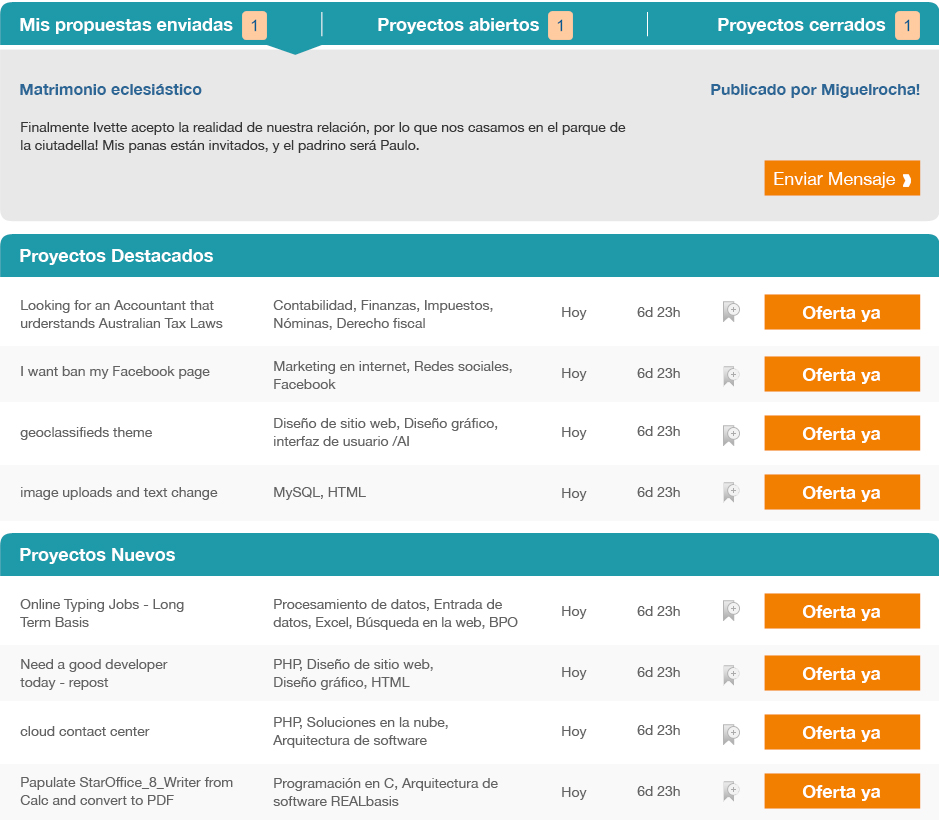 Mis propuestas enviadas 1 Proyectos abiertos 1 Proyectos cerrados 1
Matrimonio eclesiástico Publicado por Miguelrocha!
Finalmente Ivette acepto la realidad de nuestra relación, por lo que nos casamos en el parque de
la ciutadella! Mis panas están invitados, y el padrino será Paulo.
Enviar Mensaje
Proyectos Destacados
Looking for an Accountant that
urderstands Australian Tax Laws
Contabilidad, Finanzas, Impuestos,
Nóminas, Derecho fiscal
Hoy 6d 23h Oferta ya
I want ban my Facebook page
Marketing en internet, Redes sociales,
Facebook
Hoy 6d 23h Oferta ya
geoclassifieds theme
Diseño de sitio web, Diseño gráfico,
interfaz de usuario /AI
Hoy 6d 23h Oferta ya
image uploads and text change
MySQL, HTML
Hoy 6d 23h Oferta ya
Proyectos Nuevos
Online Typing Jobs - Long
Term Basis
Procesamiento de datos, Entrada de
datos, Excel, Búsqueda en la web, BPO
Hoy 6d 23h Oferta ya
Need a good developer
today - repost
PHP, Diseño de sitio web,
Diseño gráfico, HTML
Hoy 6d 23h Oferta ya
cloud contact center
PHP, Soluciones en la nube,
Arquitectura de software
Hoy 6d 23h Oferta ya
Papulate StarOffice_8_Writer from
Calc and convert to PDF
Programación en C, Arquitectura de
software REALbasis
Hoy 6d 23h Oferta ya